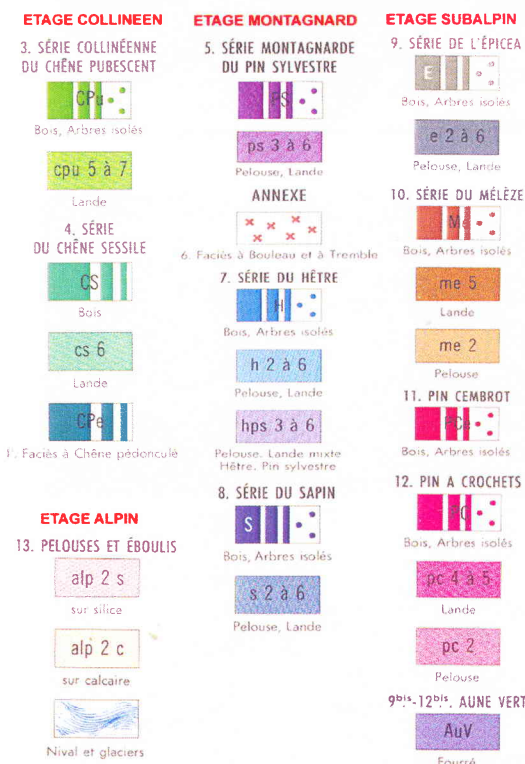 ETAGE COLLINEEN
3. SÉRIE COLLINÉENNE
DU CHÊNE PUBESCENT
CPu
Bois, Arbres isolés
cpu 5 à 7
Lande
4. SÉRIE
DU CHÊNE SESSILE
CS
Bois
cs 6
Lande
CPe
Faciès à Chêne pédonculé
ETAGE ALPIN
13. PELOUSES ET ÉBOULIS
alp 2 s
sur silice
alp 2 c
sur calcaire
Nival et glaciers
ETAGE MONTAGNARD
5. SÉRIE MONTAGNARDE
DU PIN SYLVESTRE
PS
ps 3 à 6
Pelouse, Lande
ANNEXE
6. Faciès à Bouleau et à Tremble
7. SÉRIE DU HÊTRE
H
Bois, Arbres isolés
h 2 à 6
Pelouse, Lande
hps 3 à 6
Pelouse. Lande mixte
Hêtre. Pin sylvestre
8. SÉRIE DU SAPIN
S
Bois, Arbres isolés
s 2 à 6
Pelouse, Lande
ETAGE SUBALPIN
9. SÉRIE DE L'ÉPICEA
E
Bois, Arbres isolés
e 2 à 6
Pelouse, Lande
10. SÉRIE DU MÉLÈZE
Me
Bois, Arbres isolés
me 5
Lande
me 2
Pelouse
11. PIN CEMBROT
PCe
Bois, Arbres isolés
12. PIN A CROCHETS
Bois, Arbres isolés
pc 4 à 5
Lande
pc 2
Pelouse
9bis.-12bis. AUNE VERT
AuV
Fourré